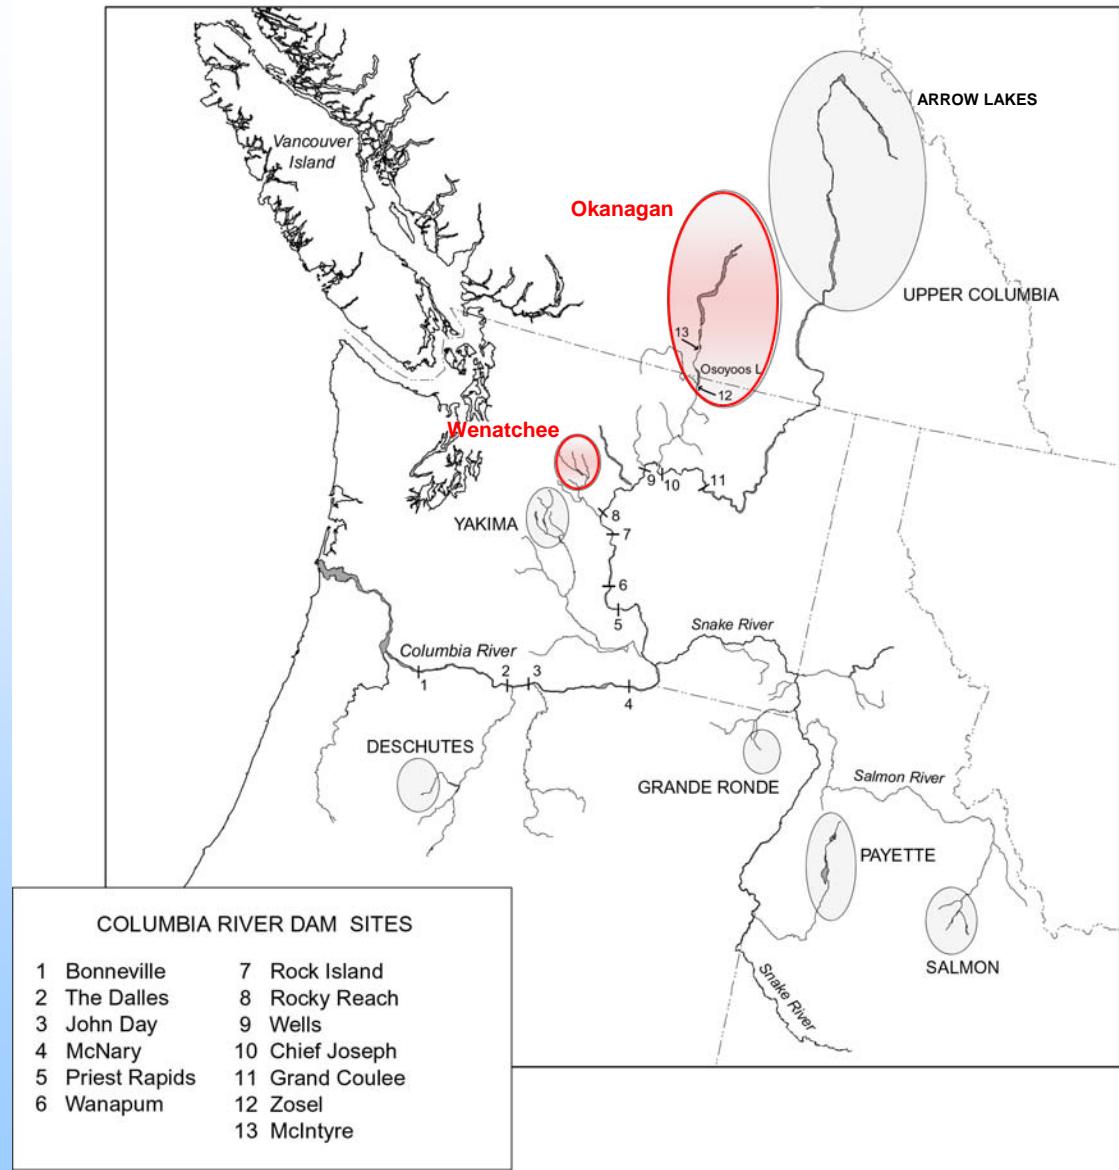 ARROW LAKES
Vancouver
Island
Okanagan
UPPER COLUMBIA
13
Osoyoos L
12
Wenatchee
9
10
11
8
YAKIMA
7
6
5
Snake River
Columbia River
1
2
3
4
DESCHUTES
GRANDE RONDE
Salmon River
PAYETTE
SALMON
Snake River
COLUMBIA RIVER DAM SITES
1 Bonneville
2 The Dalles
3 John Day
4 McNary
5 Priest Rapids
6 Wanapum
7 Rock Island
8 Rocky Reach
9 Wells
10 Chief Joseph
11 Grand Coulee
12 Zosel
13 McIntyre